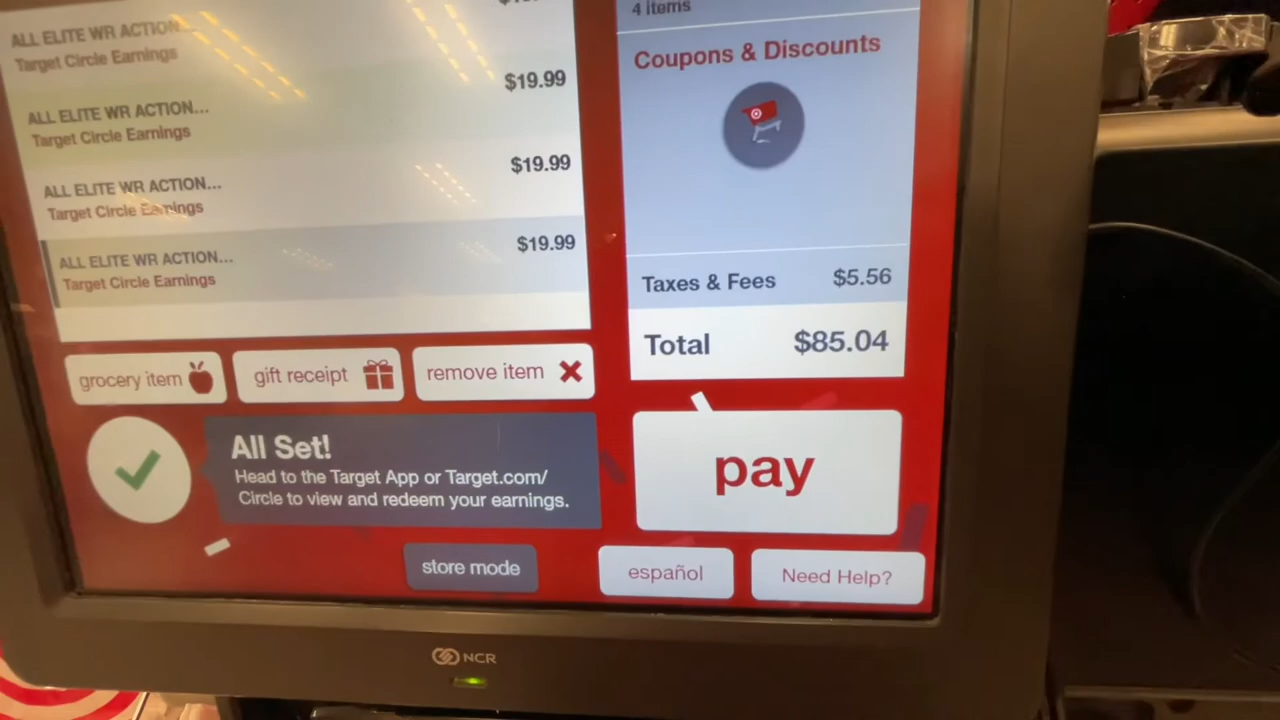 ALL ELITE WR ACTION...
Target Circle Earnings
$19.99
ALL ELITE WR ACTION...
Target Circle Earnings
$19.99
ALL ELITE WR ACTION...
Target Circle Earnings
$19.99
ALL ELITE WR ACTION...
Target Circle Earnings
4 items
Coupons & Discounts
Taxes & Fees $5.56
Total $85.04
grocery item
gift receipt
remove item
All Set!
Head to the Target App or Target.com/
Circle to view and redeem your earnings.
pay
store mode
español
Need Help?
NCR